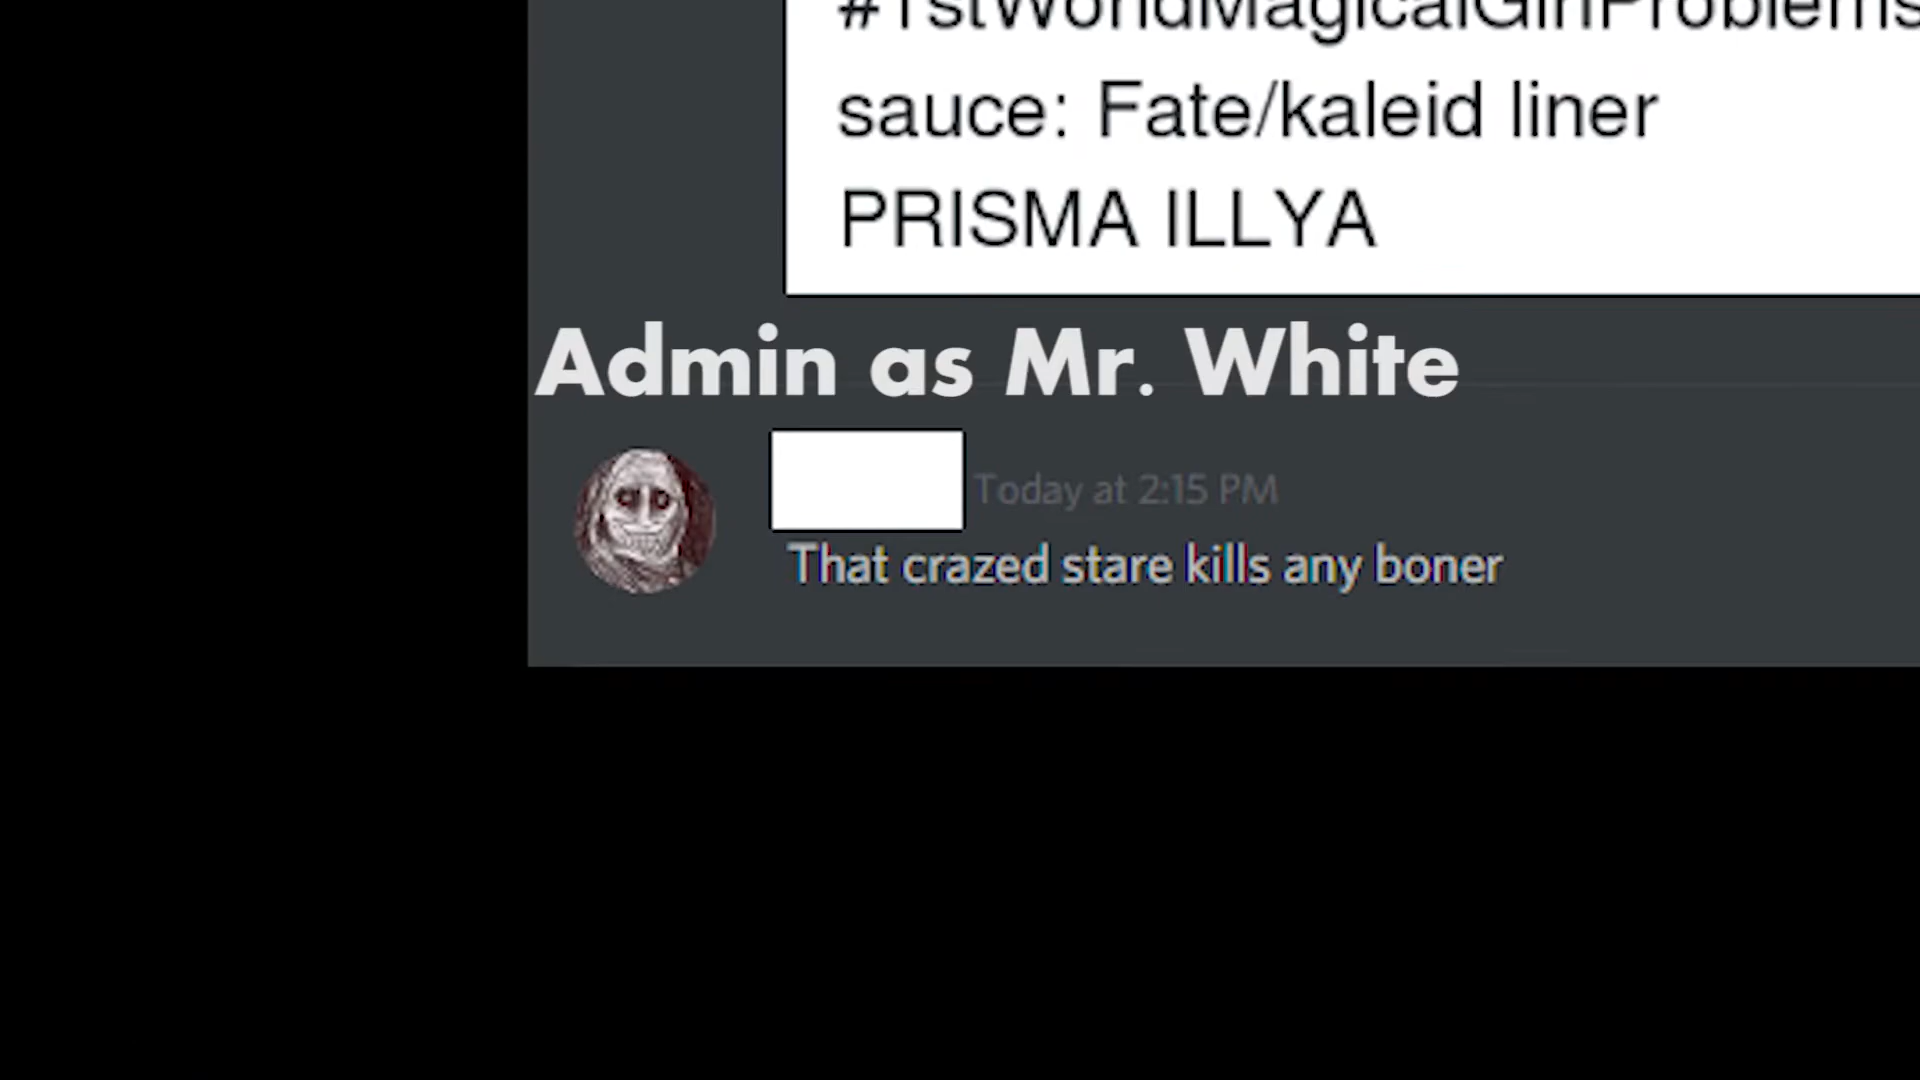 #1stWorldMagicalGirlProblems
sauce: Fate/kaleid liner
PRISMA ILLYA
Admin as Mr. White
Today at 2:15 PM
That crazed stare kills any boner